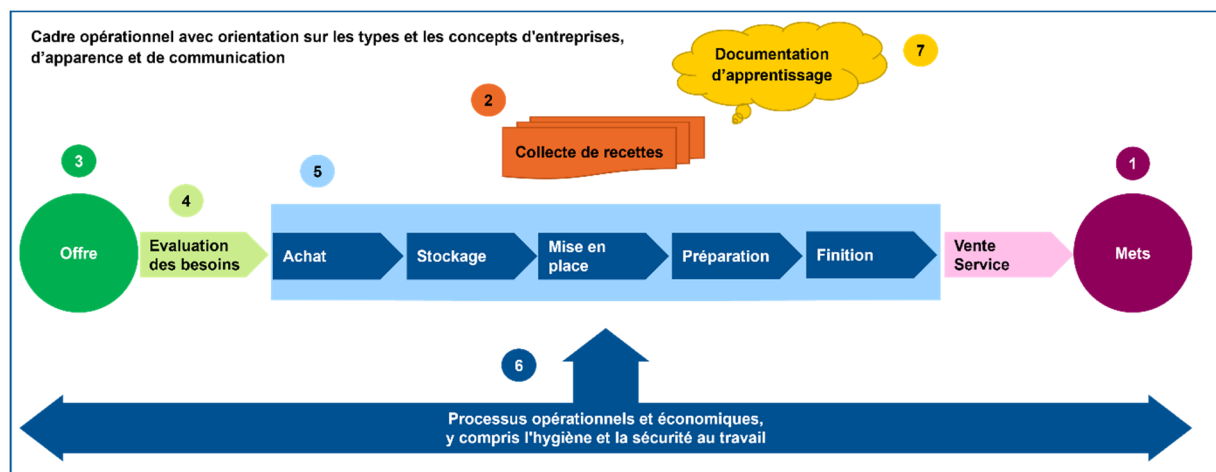 Cadre opérationnel avec orientation sur les types et les concepts d'entreprises,
d'apparence et de communication
7
Documentation
d'apprentissage
2
Collecte de recettes
3
Offre
4
Evaluation
des besoins
5
Achat
Stockage
Mise en
place
Préparation
Finition
Vente
Service
1
Mets
6
Processus opérationnels et économiques,
y compris l'hygiène et la sécurité au travail